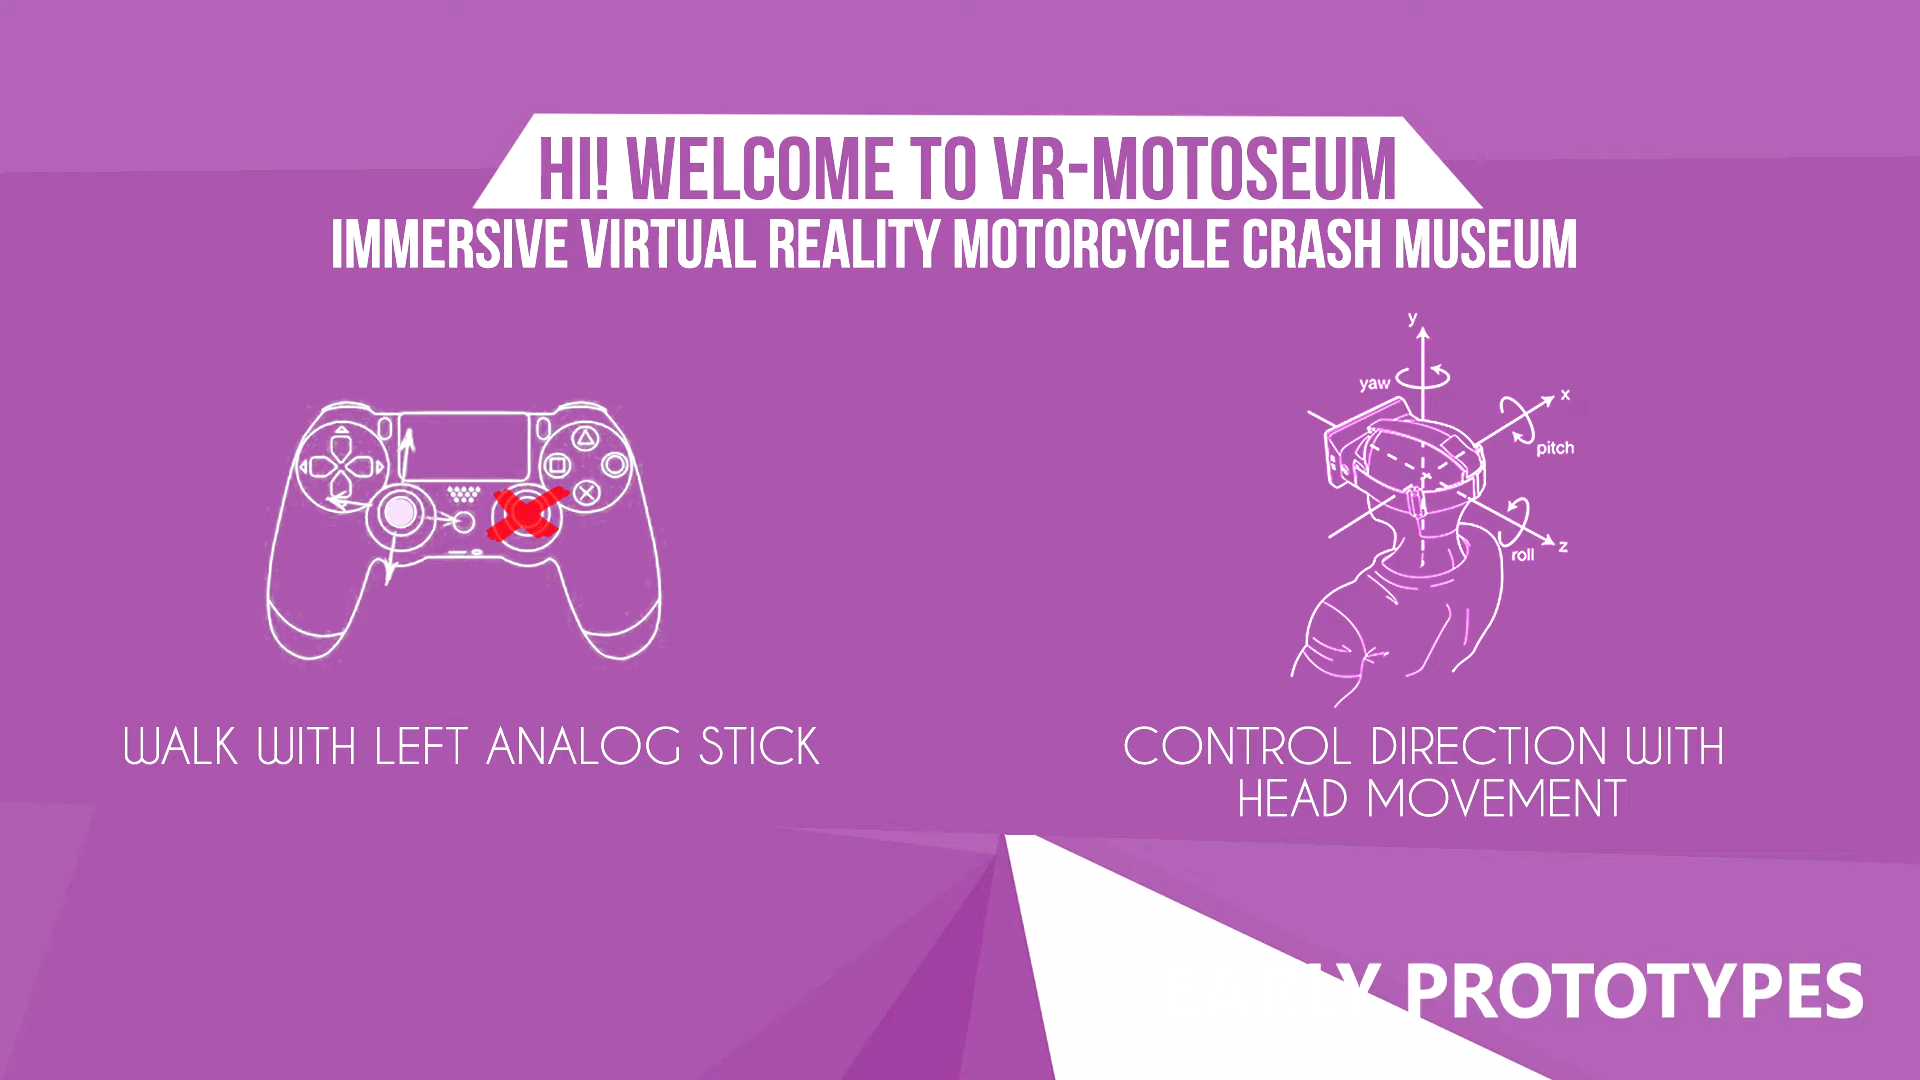 HI! WELCOME TO VR-MOTOSEUM
IMMERSIVE VIRTUAL REALITY MOTORCYCLE CRASH MUSEUM
y
yaw
x
pitch
roll
z
WALK WITH LEFT ANALOG STICK
CONTROL DIRECTION WITH
HEAD MOVEMENT
EARLY PROTOTYPES